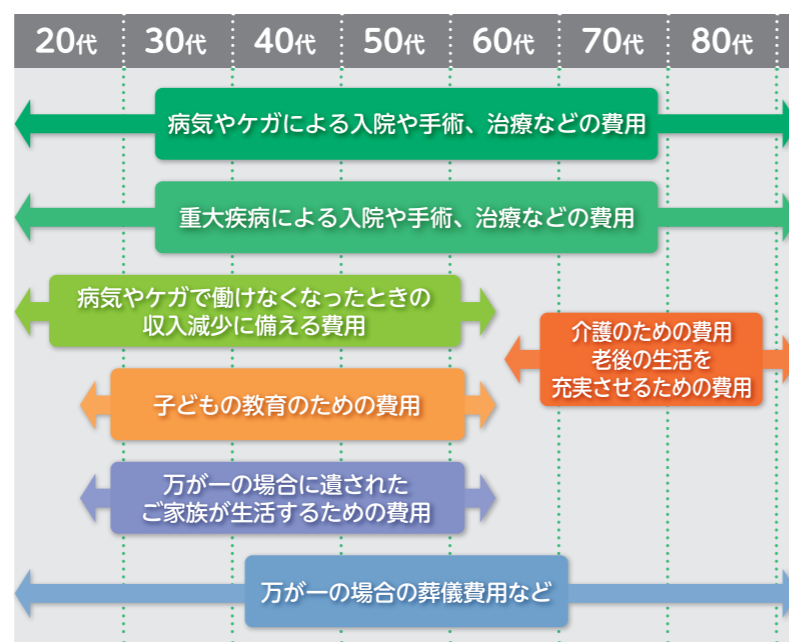 20代 30代 40代 50代 60代 70代 80代
病気やケガによる入院や手術、治療などの費用
重大疾病による入院や手術、治療などの費用
病気やケガで働けなくなったときの
収入減少に備える費用
介護のための費用
老後の生活を
充実させるための費用
子どもの教育のための費用
万が一の場合に遺された
ご家族が生活するための費用
万が一の場合の葬儀費用など